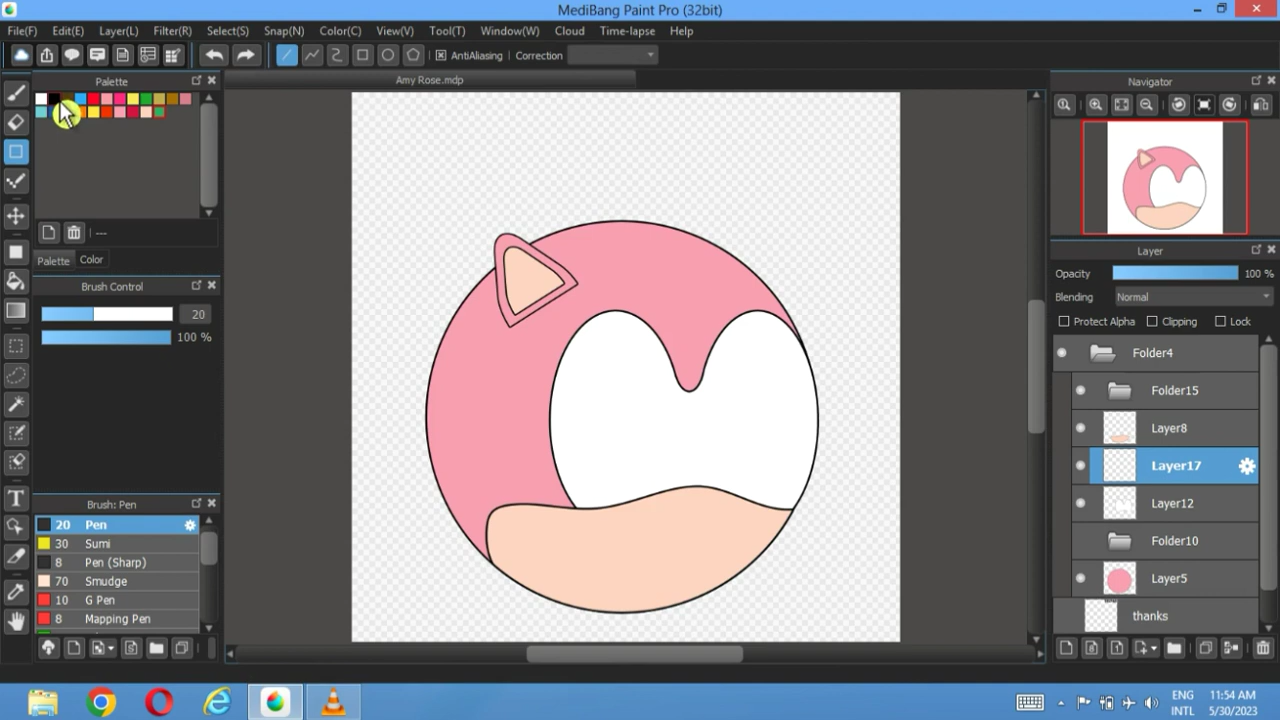 MediBang Paint Pro (32bit)
File(F) Edit(E) Layer(L) Filter(R) Select(S) Snap(N) Color(C) View(V) Tool(T) Window(W) Cloud Time-lapse Help
AntiAliasing Correction
Palette
Amy Rose.mdp
Navigator
---
Palette Color
Brush Control
20
100 %
Brush: Pen
20 Pen
30 Sumi
8 Pen (Sharp)
70 Smudge
10 G Pen
8 Mapping Pen
Layer
Opacity 100 %
Blending Normal
Protect Alpha Clipping Lock
Folder4
Folder15
Layer8
Layer17
Layer12
Folder10
Layer5
thanks
ENG
INTL
11:54 AM
5/30/2023